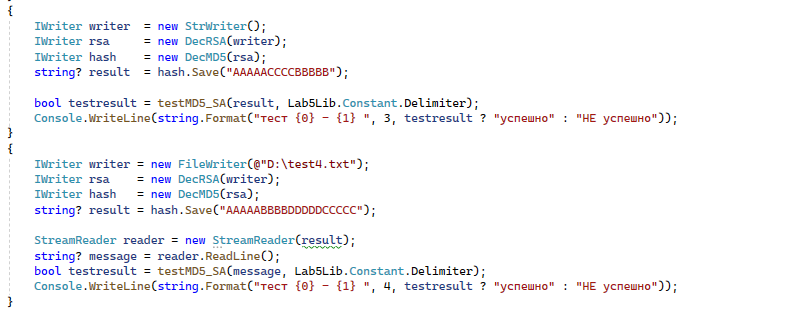 {
    IWriter writer  = new StrWriter();
    IWriter rsa     = new DecRSA(writer);
    IWriter hash    = new DecMD5(rsa);
    string? result  = hash.Save("AAAAACCCCBBBBB");

    bool testresult = testMD5_SA(result, Lab5Lib.Constant.Delimiter);
    Console.WriteLine(string.Format("тест {0} - {1} ", 3, testresult ? "успешно" : "НЕ успешно"));
}
{
    IWriter writer = new FileWriter(@"D:\test4.txt");
    IWriter rsa    = new DecRSA(writer);
    IWriter hash   = new DecMD5(rsa);
    string? result = hash.Save("AAAAABBBBDDDDDCCCCC");

    StreamReader reader = new StreamReader(result);
    string? message = reader.ReadLine();
    bool testresult = testMD5_SA(message, Lab5Lib.Constant.Delimiter);
    Console.WriteLine(string.Format("тест {0} - {1} ", 4, testresult ? "успешно" : "НЕ успешно"));
}